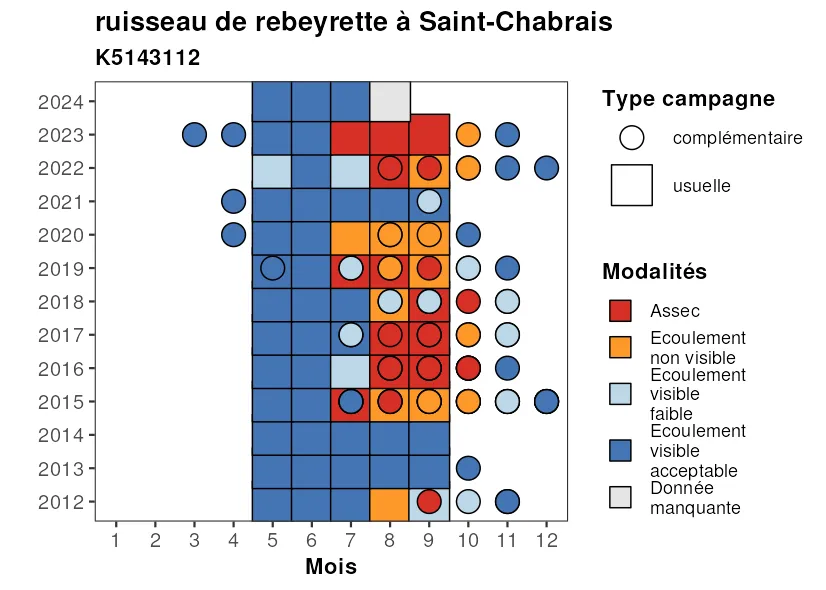 ruisseau de rebeyrette à Saint-Chabrais
K5143112
2024
2023
2022
2021
2020
2019
2018
2017
2016
2015
2014
2013
2012
1 2 3 4 5 6 7 8 9 10 11 12
Mois
Type campagne
complémentaire
usuelle
Modalités
Assec
Ecoulement
non visible
Ecoulement
visible
faible
Ecoulement
visible
acceptable
Donnée
manquante